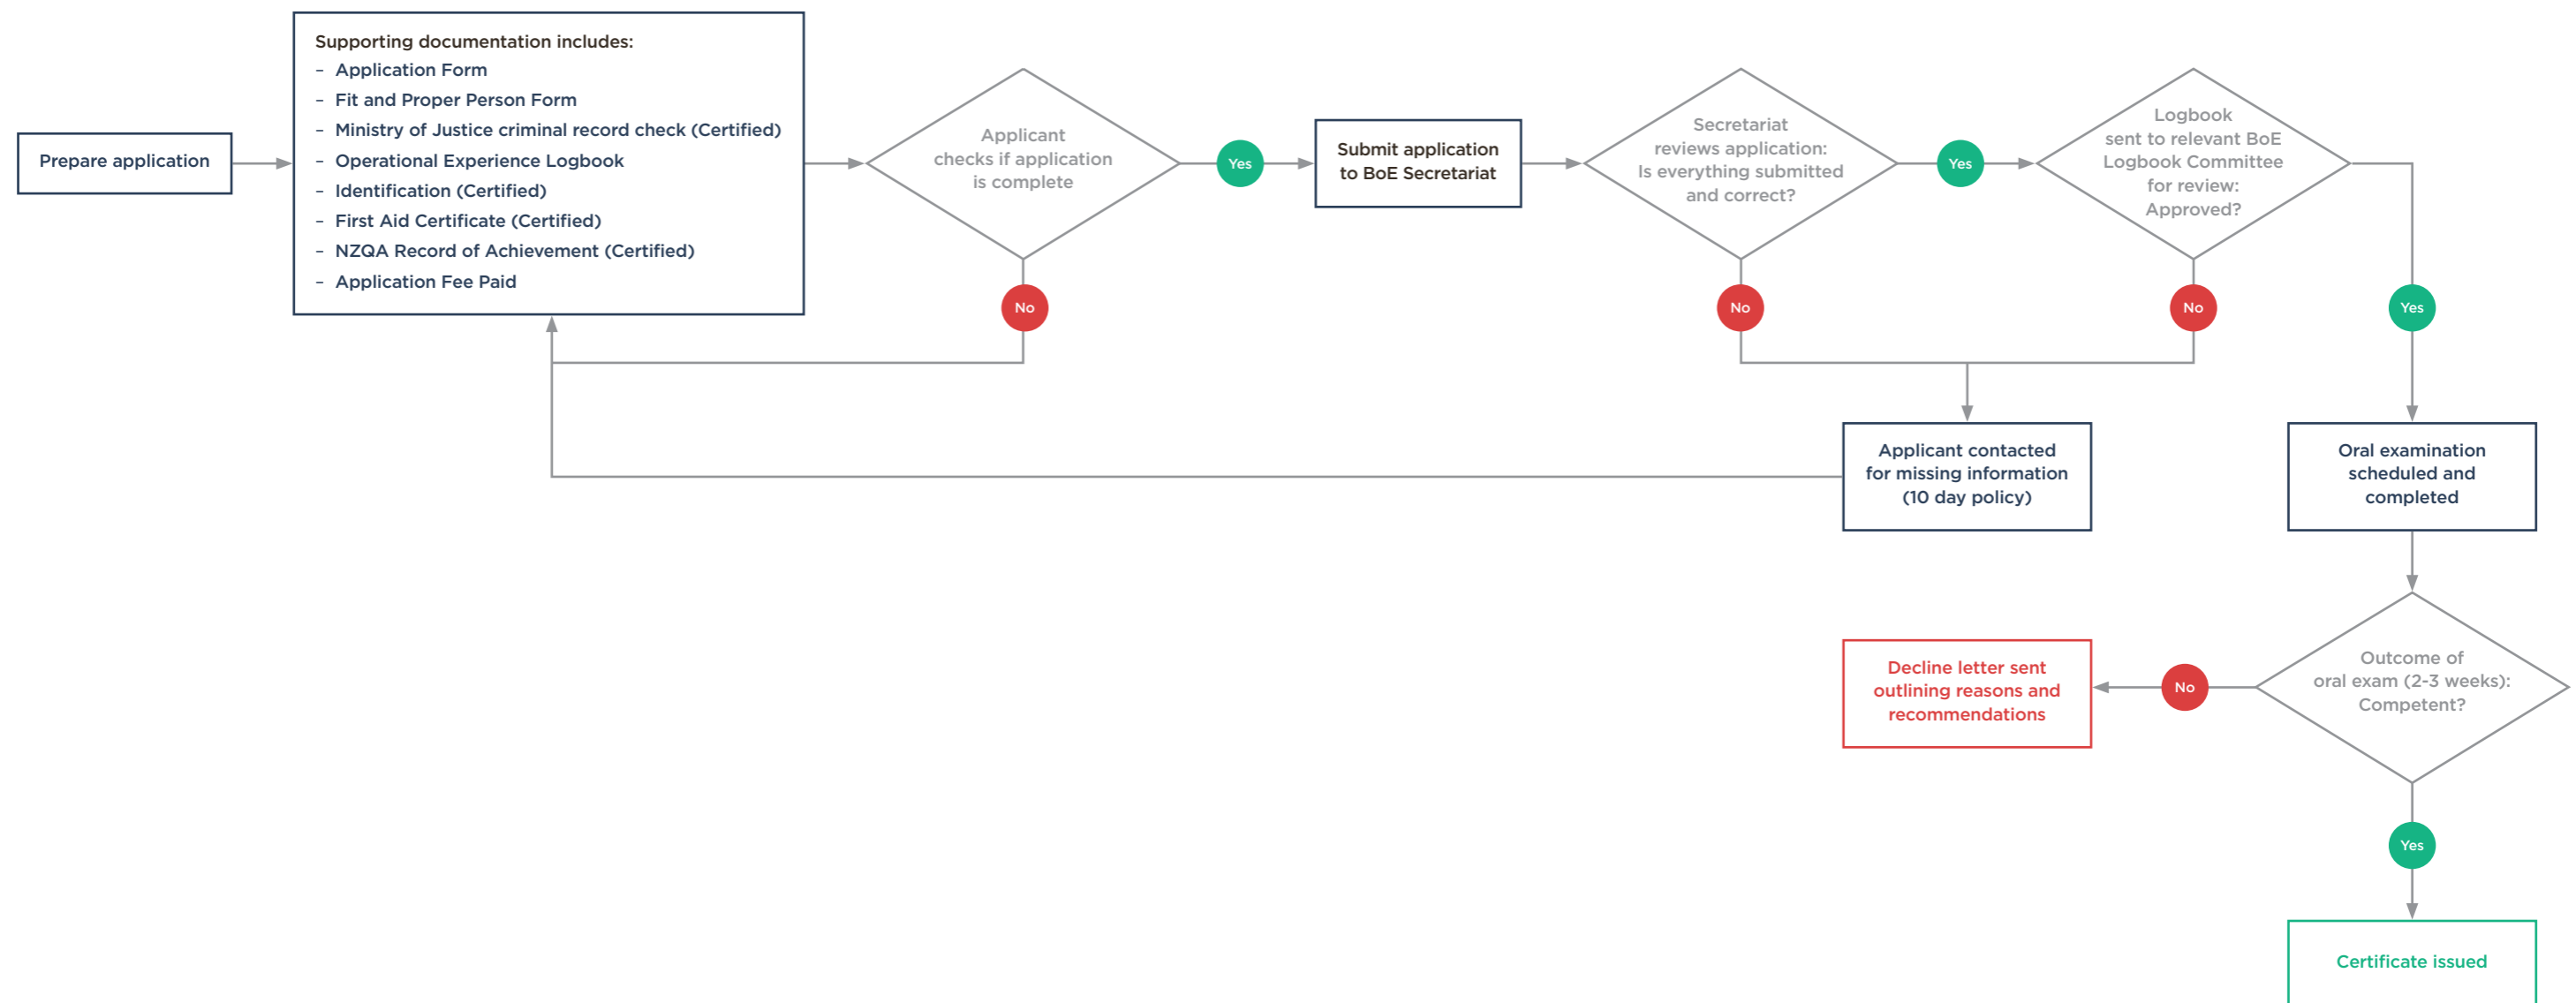 Prepare application
Supporting documentation includes:
– Application Form
– Fit and Proper Person Form
– Ministry of Justice criminal record check (Certified)
– Operational Experience Logbook
– Identification (Certified)
– First Aid Certificate (Certified)
– NZQA Record of Achievement (Certified)
– Application Fee Paid
Applicant
checks if application
is complete
Yes
No
Submit application
to BoE Secretariat
Secretariat
reviews application:
Is everything submitted
and correct?
Yes
No
Logbook
sent to relevant BoE
Logbook Committee
for review:
Approved?
No
Yes
Applicant contacted
for missing information
(10 day policy)
Oral examination
scheduled and
completed
Outcome of
oral exam (2-3 weeks):
Competent?
No
Decline letter sent
outlining reasons and
recommendations
Yes
Certificate issued